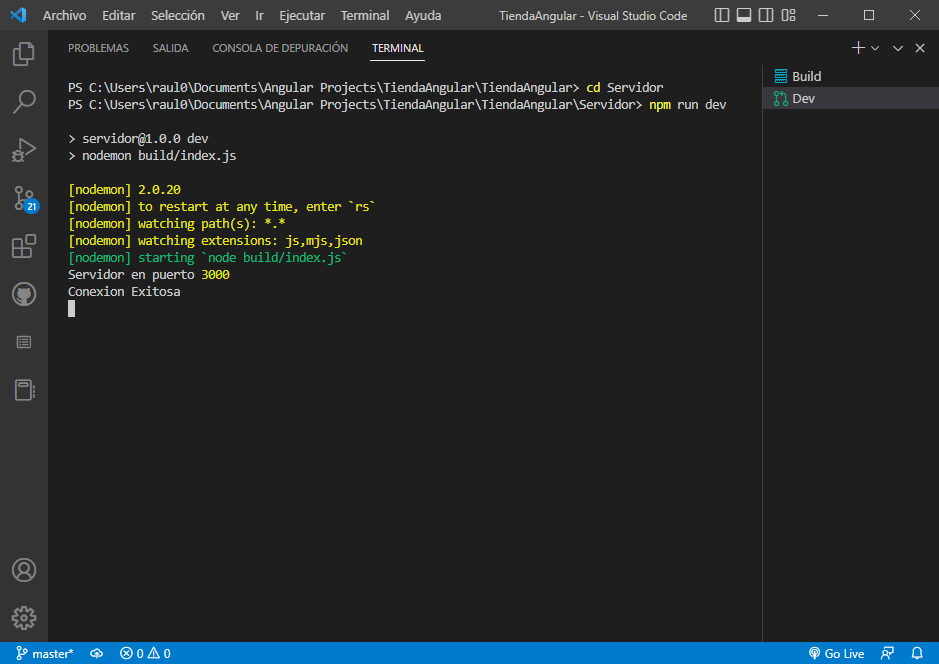 Archivo Editar Selección Ver Ir Ejecutar Terminal Ayuda TiendaAngular - Visual Studio Code
PROBLEMAS SALIDA CONSOLA DE DEPURACIÓN TERMINAL
PS C:\Users\raul0\Documents\Angular Projects\TiendaAngular\TiendaAngular> cd Servidor
PS C:\Users\raul0\Documents\Angular Projects\TiendaAngular\TiendaAngular\Servidor> npm run dev
> servidor@1.0.0 dev
> nodemon build/index.js
[nodemon] 2.0.20
[nodemon] to restart at any time, enter `rs`
[nodemon] watching path(s): *.*
[nodemon] watching extensions: js,mjs,json
[nodemon] starting `node build/index.js`
Servidor en puerto 3000
Conexion Exitosa
Build
Dev
21
master* 0 0 Go Live